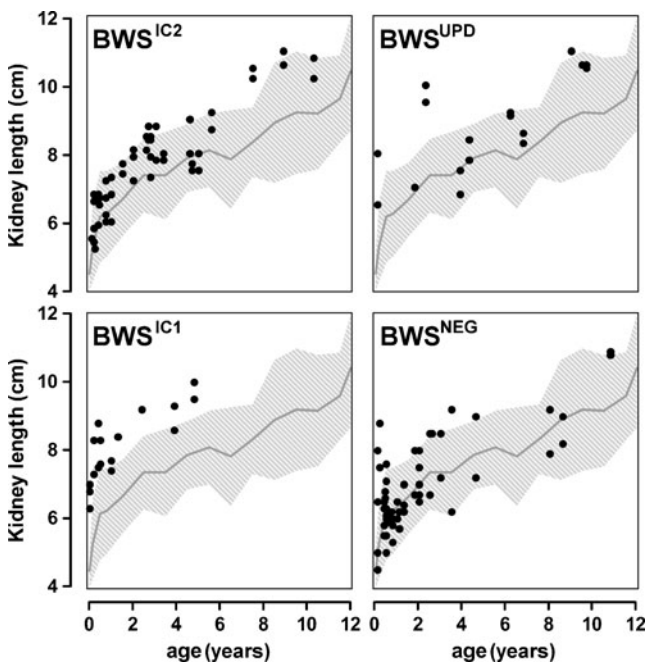 BWS^IC2
BWS^UPD
Kidney length (cm)
12
10
8
6
4
BWS^IC1
BWS^NEG
Kidney length (cm)
12
10
8
6
4
0 2 4 6 8 10 12
0 2 4 6 8 10 12
age (years)
age (years)